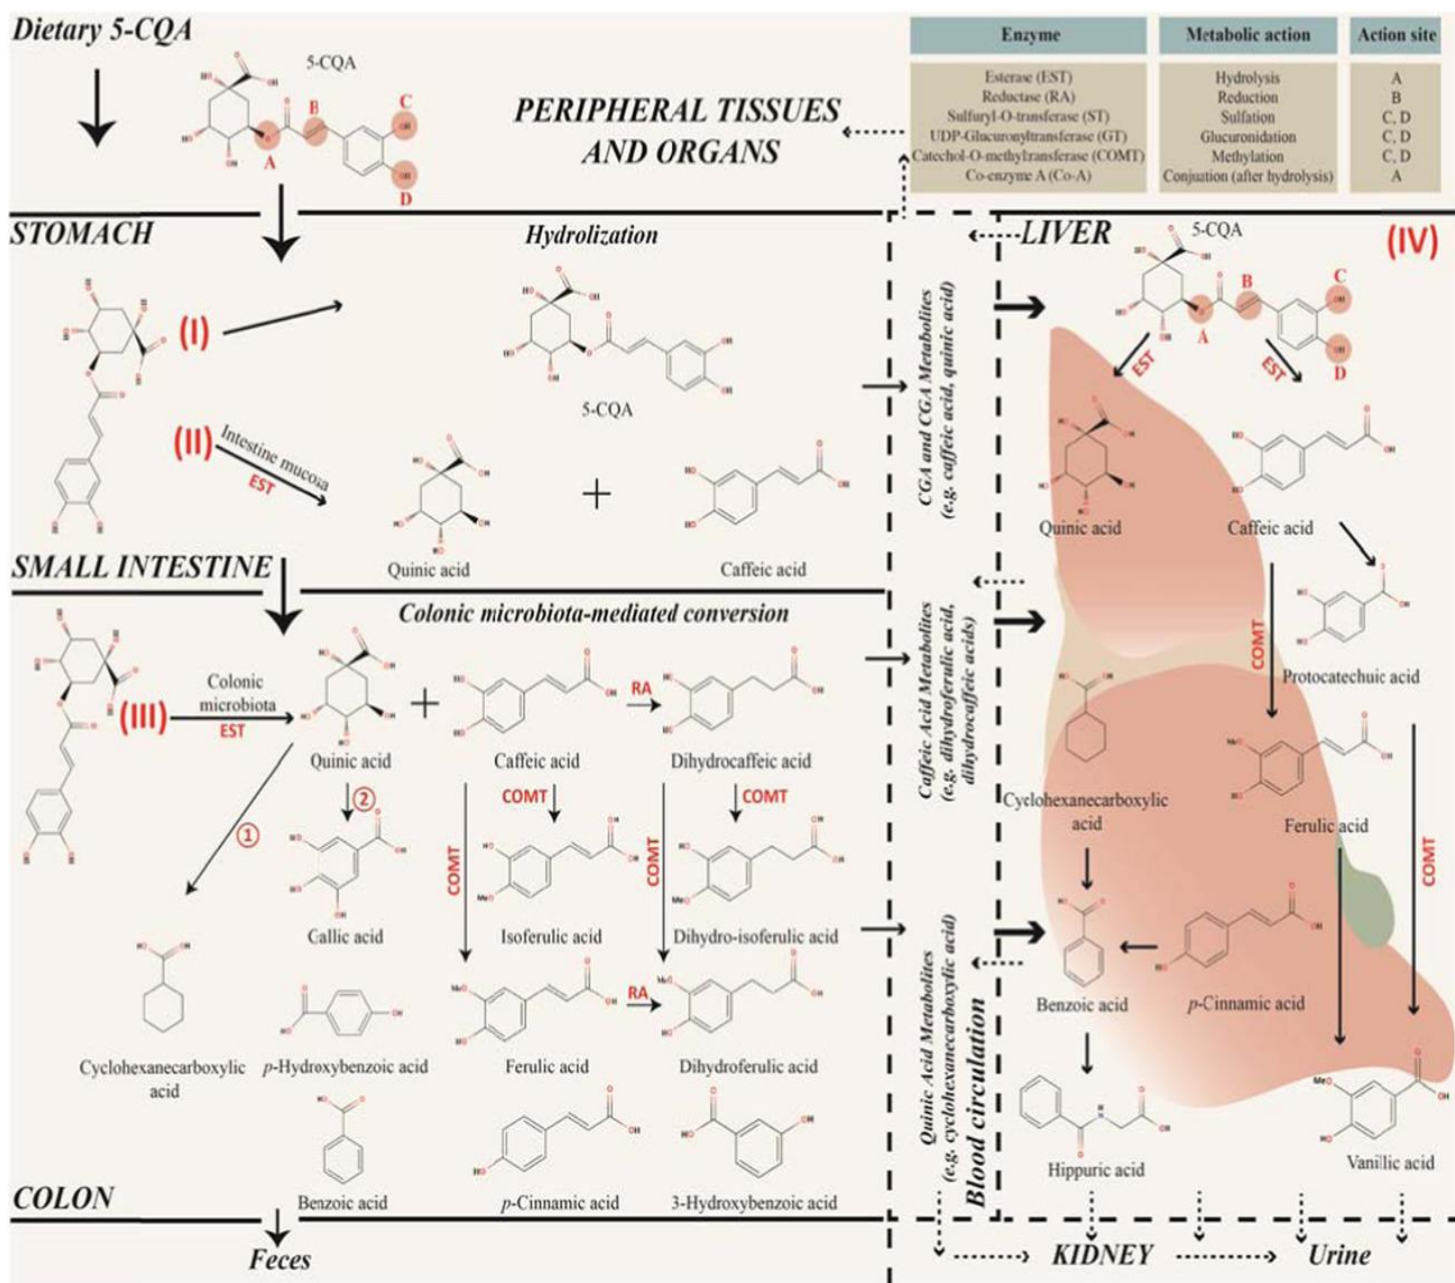 Dietary 5-CQA
5-CQA
A
B
C
D
PERIPHERAL TISSUES
AND ORGANS
Enzyme Metabolic action Action site
Esterase (EST) Hydrolysis A
Reductase (RA) Reduction B
Sulfuryl-O-transferase (ST) Sulfation C, D
UDP-Glucuronyltransferase (GT) Glucuronidation C, D
Catechol-O-methyltransferase (COMT) Methylation C, D
Co-enzyme A (Co-A) Conjuation (after hydrolysis) A
STOMACH
Hydrolization
(I)
5-CQA
(II)
Intestine mucosa
EST
Quinic acid
+
Caffeic acid
SMALL INTESTINE
Colonic microbiota-mediated conversion
(III)
Colonic
microbiota
EST
Quinic acid
+
Caffeic acid
RA
Dihydrocaffeic acid
1
2
COMT
COMT
COMT
COMT
Callic acid
Isoferulic acid
MeO
Dihydro-isoferulic acid
MeO
Cyclohexanecarboxylic
acid
p-Hydroxybenzoic acid
Ferulic acid
RA
Dihydroferulic acid
Benzoic acid
p-Cinnamic acid
3-Hydroxybenzoic acid
COLON
Feces
CGA and CGA Metabolites
(e.g. caffeic acid, quinic acid)
Caffeic Acid Metabolites
(e.g. dihydroferulic acid,
dihydrocaffeic acids)
Quinic Acid Metabolites
(e.g. cyclohexanecarboxylic acid)
Blood circulation
LIVER
5-CQA
(IV)
A
B
C
D
EST
EST
Quinic acid
Caffeic acid
COMT
Protocatechuic acid
Cyclohexanecarboxylic
acid
Ferulic acid
COMT
Benzoic acid
p-Cinnamic acid
Hippuric acid
MeO
Vanillic acid
KIDNEY
Urine